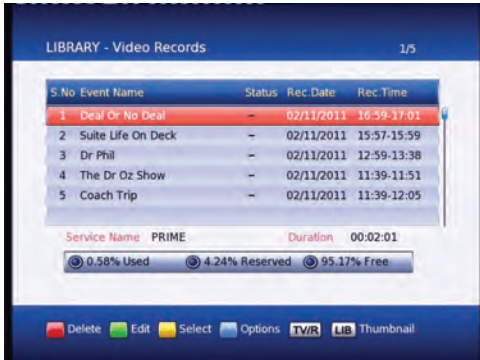 LIBRARY - Video Records 1/5
S.No Event Name Status Rec.Date Rec.Time
1 Deal Or No Deal - 02/11/2011 16:59-17:01
2 Suite Life On Deck - 02/11/2011 15:57-15:59
3 Dr Phil - 02/11/2011 12:59-13:38
4 The Dr Oz Show - 02/11/2011 11:39-11:51
5 Coach Trip - 02/11/2011 11:39-12:05
Service Name PRIME Duration 00:02:01
0.58% Used 4.24% Reserved 95.17% Free
Delete Edit Select Options TV/R LIB Thumbnail